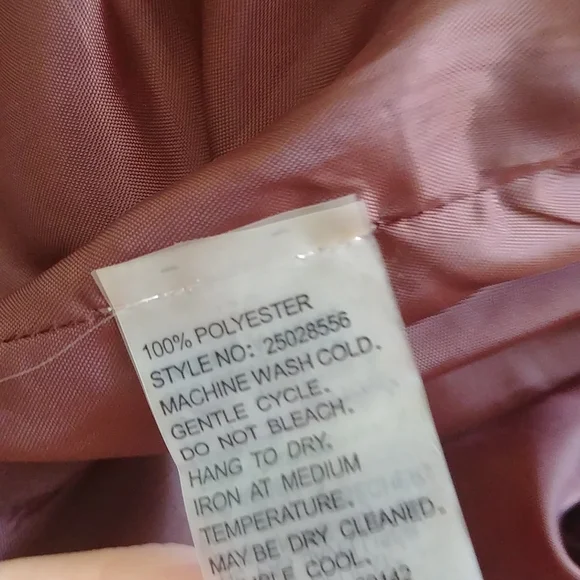 100% POLYESTER
STYLE NO: 25028556
MACHINE WASH COLD.
GENTLE CYCLE.
DO NOT BLEACH.
HANG TO DRY.
IRON AT MEDIUM
TEMPERATURE.
MAY BE DRY CLEANED.
COOL.